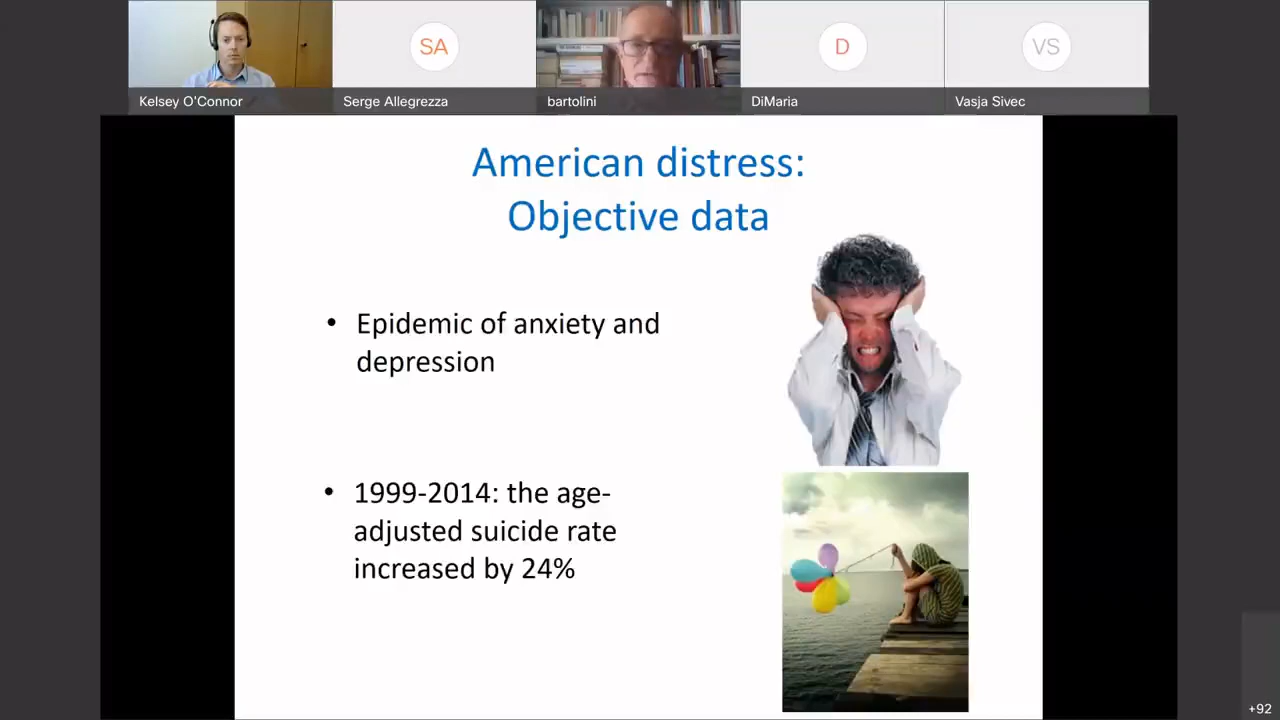 SA
D
VS
Kelsey O'Connor
Serge Allegrezza
bartolini
DiMaria
Vasja Sivec
American distress:
Objective data
• Epidemic of anxiety and
depression
• 1999-2014: the age-
adjusted suicide rate
increased by 24%
+92